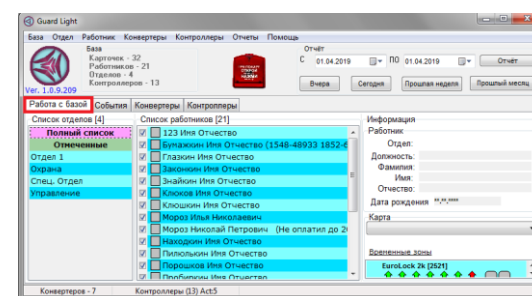 Guard Light
База Отдел Работник Конвертеры Контроллеры Отчеты Помощь
База
Карточек - 32
Работников - 21
Отделов - 4
Контроллеров - 13
Ver. 1.0.9.209
Отчёт
С 01.04.2019 ПО 01.04.2019 Отчёт
Вчера Сегодня Прошлая неделя Прошлый месяц
Работа с базой События Конвертеры Контроллеры
Список отделов [4]
Полный список
Отмеченные
Отдел 1
Охрана
Спец. Отдел
Управление
Список работников [21]
123 Имя Отчество
Бумажкин Имя Отчество (1548-48933 1852-6
Глазкин Имя Отчество
Законкин Имя Отчество
Знайкин Имя Отчество
Клюков Имя Отчество
Клюшкин Имя Отчество
Мороз Илья Николаевич
Мороз Николай Петрович (Не оплатил до 20
Находкин Имя Отчество
Пилюлькин Имя Отчество
Порошков Имя Отчество
Пробиркин Имя Отчество
Информация
Работник
Отдел:
Должность:
Фамилия:
Имя:
Отчество:
Дата рождения **.**.****
Карта
Временные зоны
EuroLock 2k [2521]
Конвертеров - 7 Контроллеры (13) Act:5